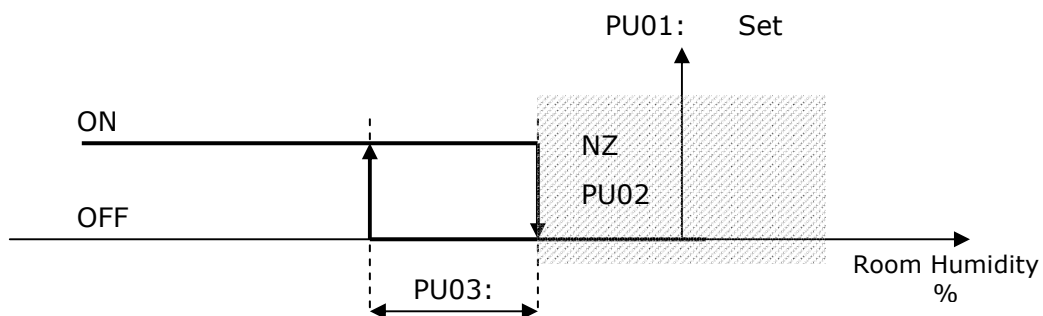 PU01: Set
ON
NZ
PU02
OFF
Room Humidity
%
PU03: